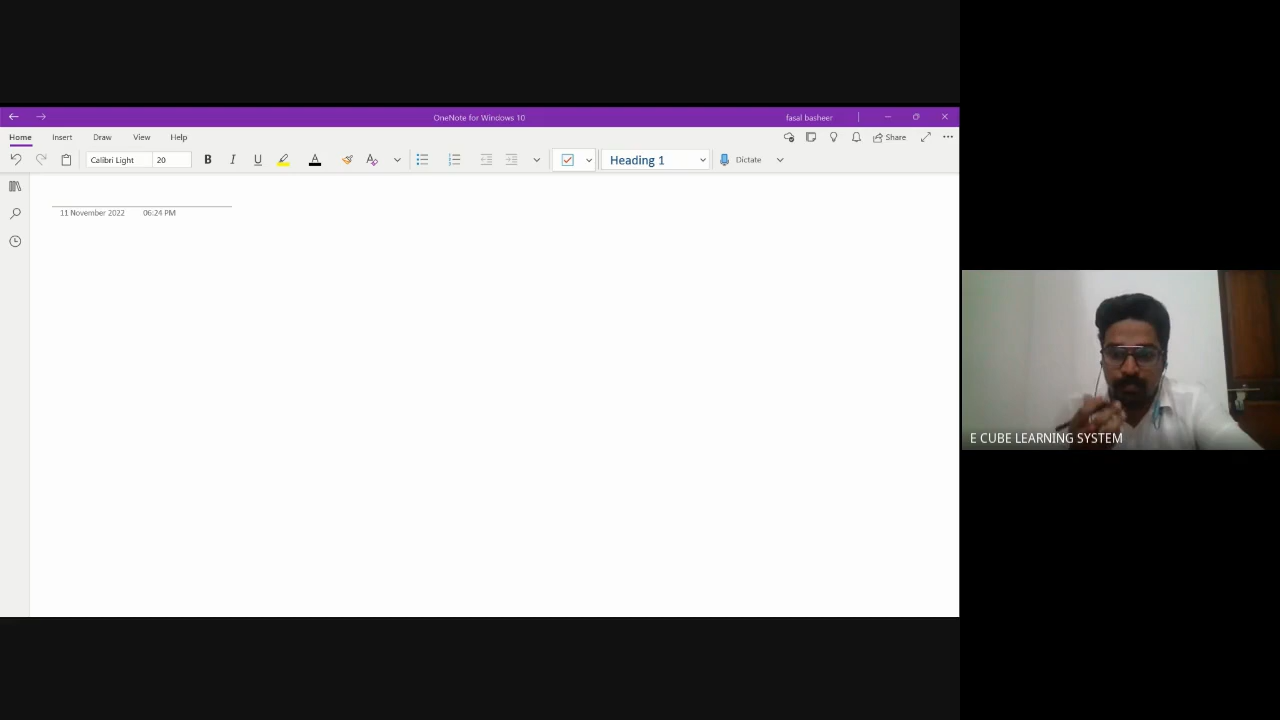 OneNote for Windows 10
fasal basheer
Home Insert Draw View Help
Share
Calibri Light 20 B I U A A Heading 1 Dictate
11 November 2022 06:24 PM
E CUBE LEARNING SYSTEM